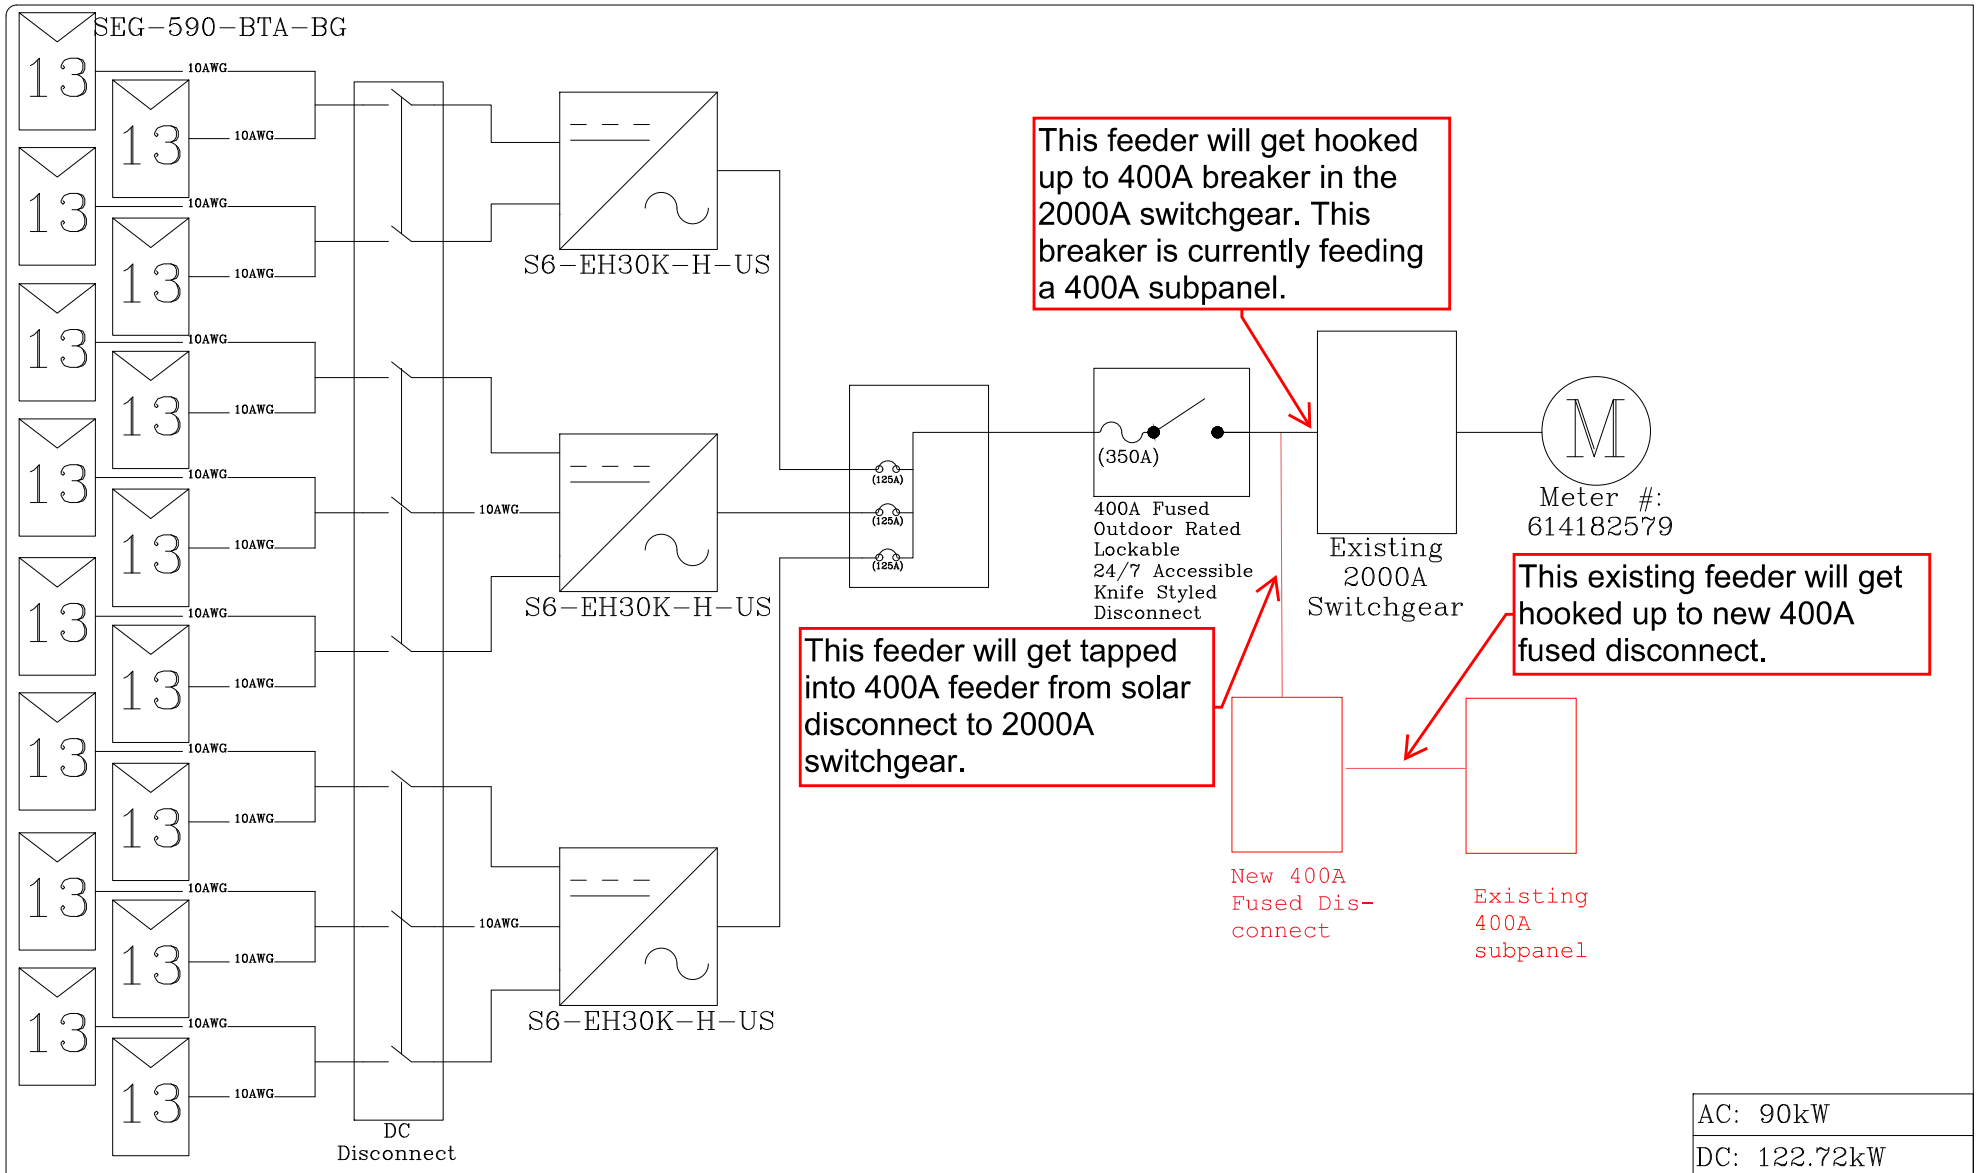 SEG-590-BTA-BG
13
10AWG
13
10AWG
13
10AWG
13
10AWG
13
10AWG
13
10AWG
13
10AWG
13
10AWG
13
10AWG
13
10AWG
13
10AWG
13
10AWG
13
10AWG
13
10AWG
13
10AWG
13
10AWG
DC
Disconnect
10AWG
10AWG
S6-EH30K-H-US
S6-EH30K-H-US
S6-EH30K-H-US
(125A)
(125A)
(125A)
(350A)
400A Fused
Outdoor Rated
Lockable
24/7 Accessible
Knife Styled
Disconnect
This feeder will get hooked
up to 400A breaker in the
2000A switchgear. This
breaker is currently feeding
a 400A subpanel.
Existing
2000A
Switchgear
M
Meter #:
614182579
This existing feeder will get
hooked up to new 400A
fused disconnect.
This feeder will get tapped
into 400A feeder from solar
disconnect to 2000A
switchgear.
New 400A
Fused Dis-
connect
Existing
400A
subpanel
AC: 90kW
DC: 122.72kW